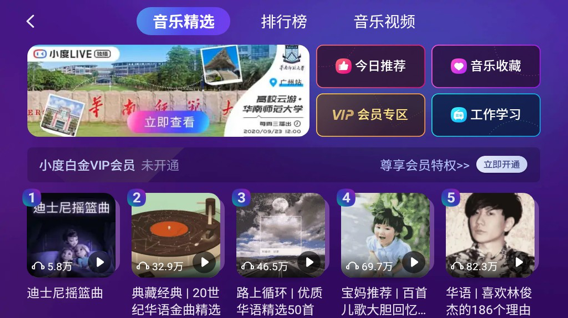 音乐精选
排行榜
音乐视频
小度LIVE
华南师范大学
广州站
高校云游·
华南师范大学
每周三播出
2020/09/23 12:00
立即查看
今日推荐
音乐收藏
VIP 会员专区
工作学习
小度白金VIP会员 未开通
尊享会员特权>>
立即开通
1
迪士尼摇篮曲
5.8万
迪士尼摇篮曲
2
32.9万
典藏经典 | 20世
纪华语金曲精选
3
46.5万
路上循环 | 优质
华语精选50首
4
69.7万
宝妈推荐 | 百首
儿歌大胆回忆…
5
82.3万
华语 | 喜欢林俊
杰的186个理由